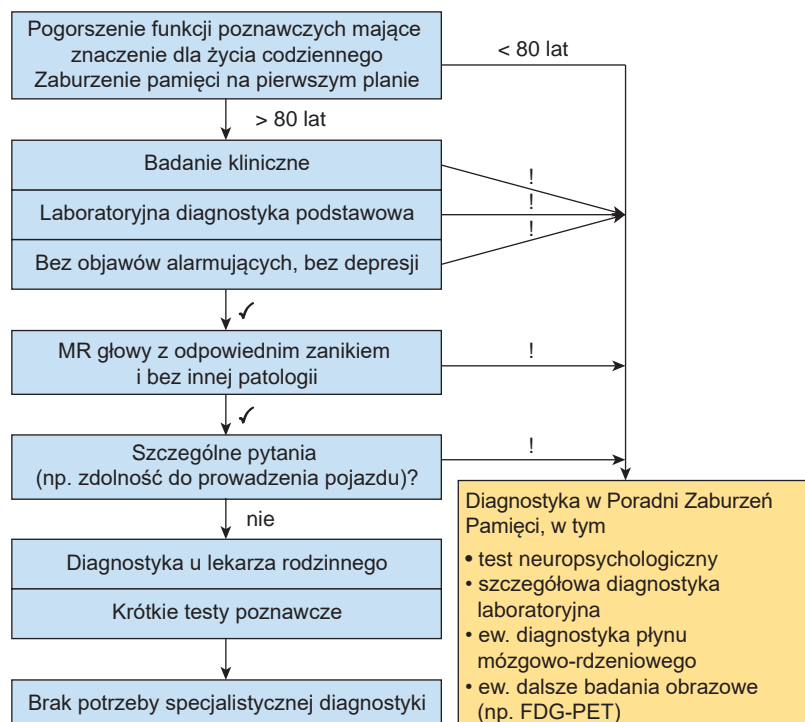 Pogorszenie funkcji poznawczych mające
znaczenie dla życia codziennego
Zaburzenie pamięci na pierwszym planie
< 80 lat
> 80 lat
Badanie kliniczne
!
Laboratoryjna diagnostyka podstawowa
!
Bez objawów alarmujących, bez depresji
!
✓
MR głowy z odpowiednim zanikiem
i bez innej patologii
!
✓
Szczególne pytania
(np. zdolność do prowadzenia pojazdu)?
!
nie
Diagnostyka u lekarza rodzinnego
Krótkie testy poznawcze
Brak potrzeby specjalistycznej diagnostyki
Diagnostyka w Poradni Zaburzeń
Pamięci, w tym
• test neuropsychologiczny
• szczegółowa diagnostyka
laboratoryjna
• ew. diagnostyka płynu
mózgowo-rdzeniowego
• ew. dalsze badania obrazowe
(np. FDG-PET)